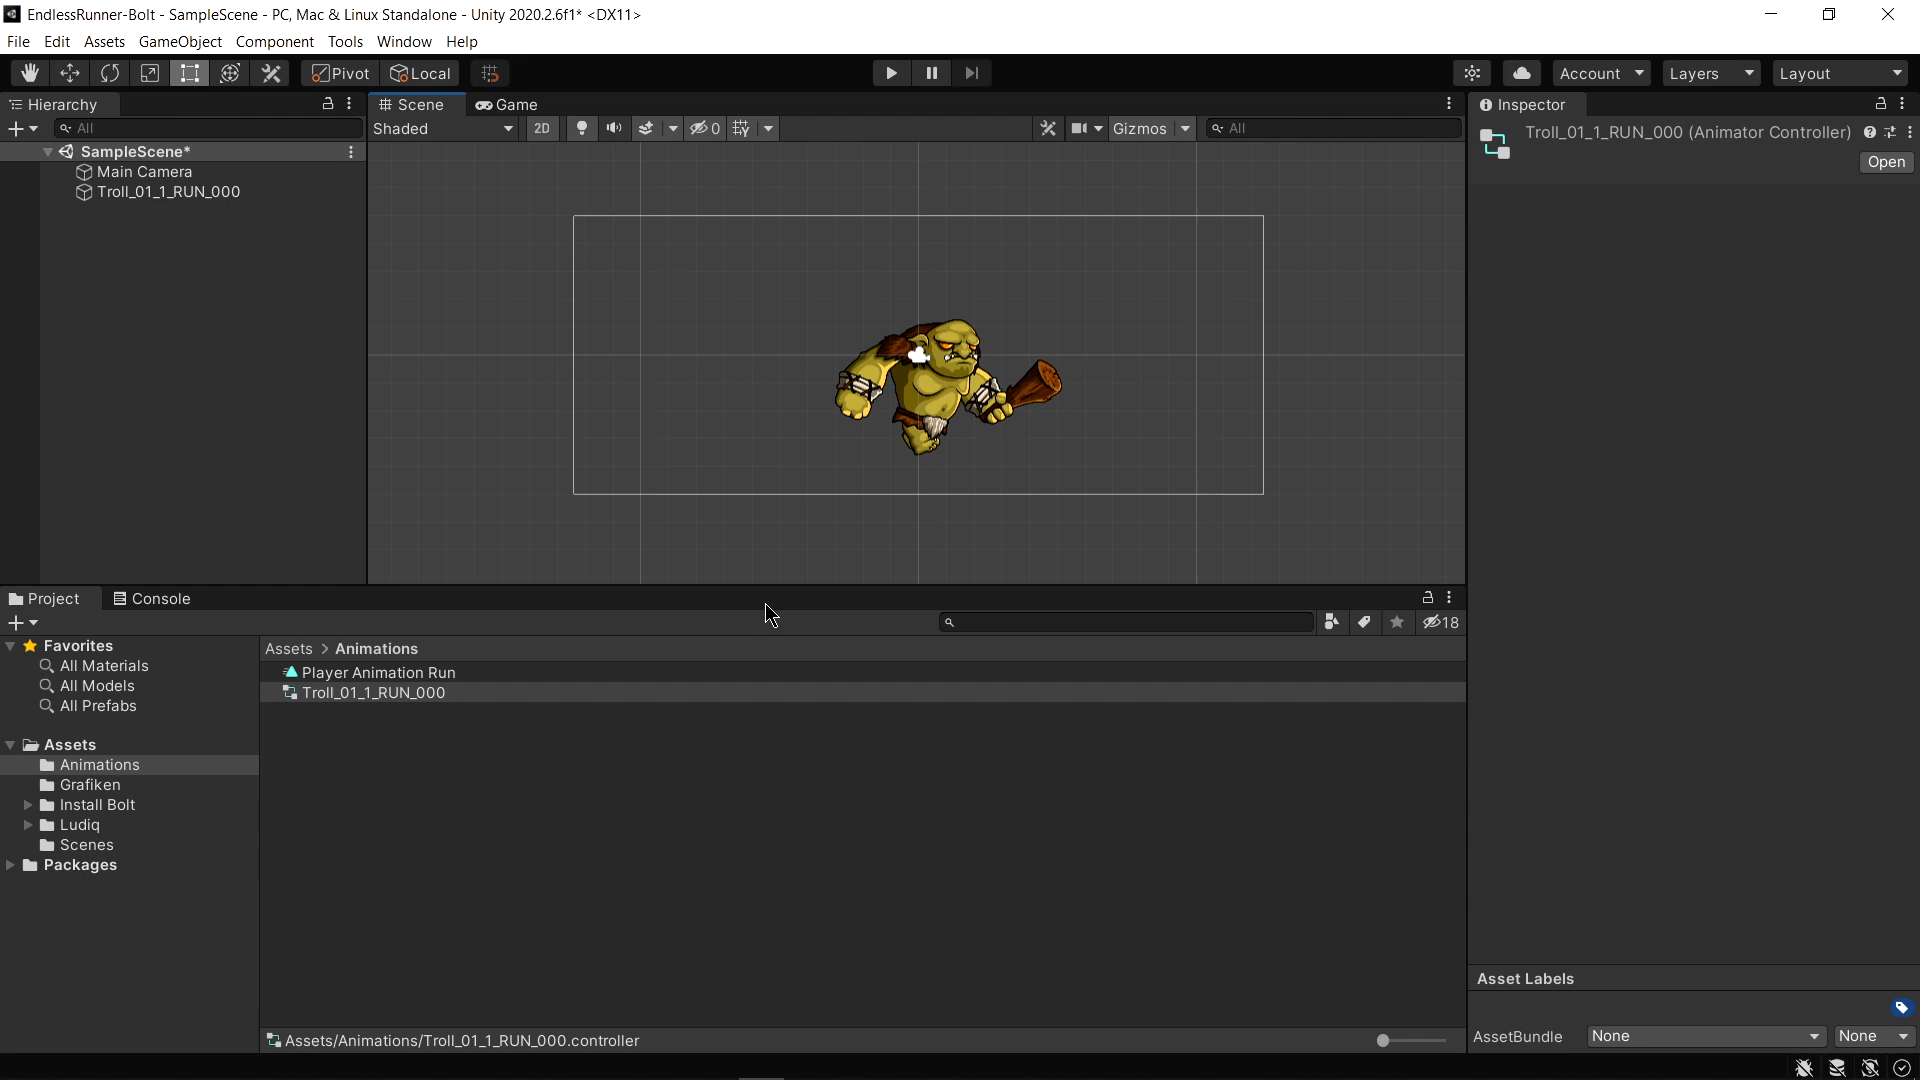 EndlessRunner-Bolt - SampleScene - PC, Mac & Linux Standalone - Unity 2020.2.6f1* <DX11>
File Edit Assets GameObject Component Tools Window Help
Pivot Local Account Layers Layout
Hierarchy
All
SampleScene*
Main Camera
Troll_01_1_RUN_000
Scene Game
Shaded 2D 0 Gizmos All
Inspector
Troll_01_1_RUN_000 (Animator Controller)
Open
Project Console
18
Favorites
All Materials
All Models
All Prefabs
Assets
Animations
Grafiken
Install Bolt
Ludiq
Scenes
Packages
Assets > Animations
Player Animation Run
Troll_01_1_RUN_000
Assets/Animations/Troll_01_1_RUN_000.controller
Asset Labels
AssetBundle None None